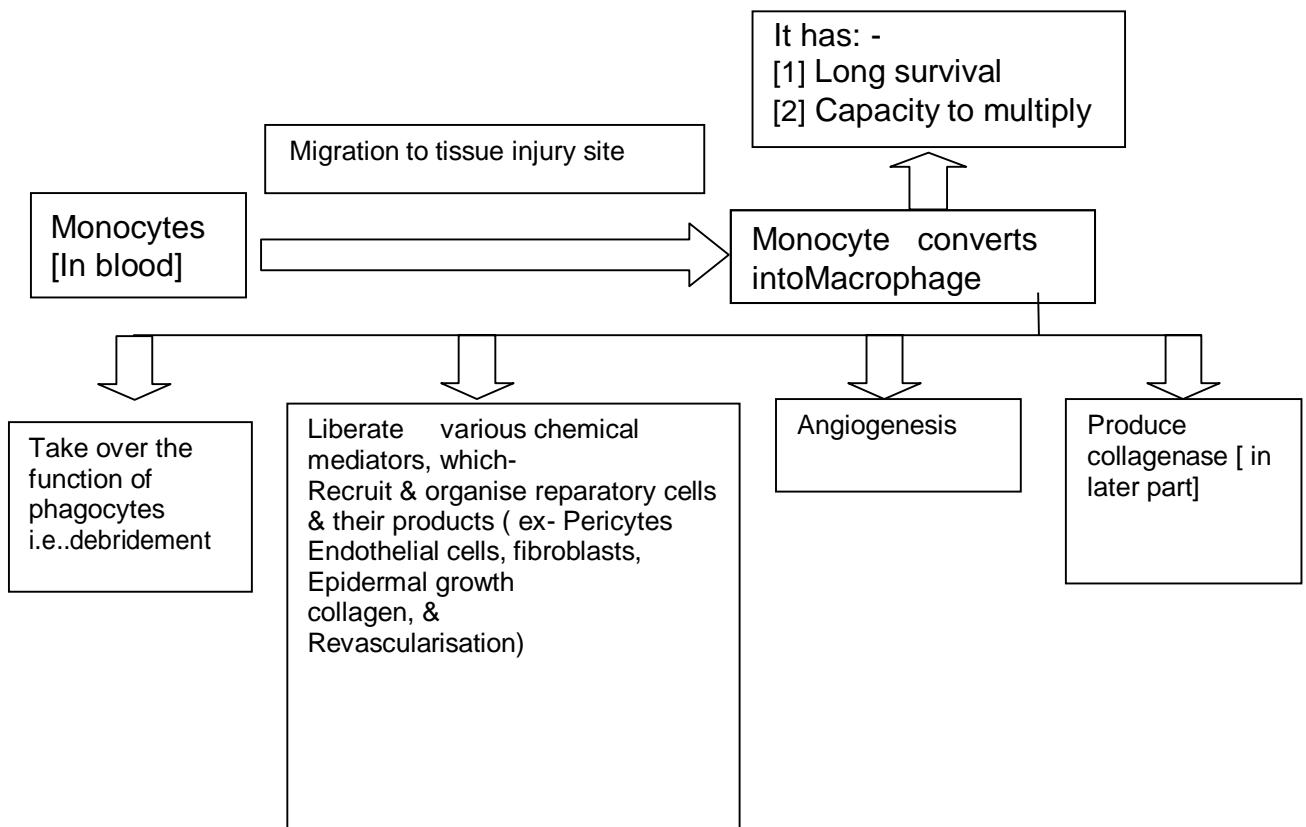 It has: -
[1] Long survival
[2] Capacity to multiply
Migration to tissue injury site
Monocytes
[In blood]
Monocyte converts
intoMacrophage
Take over the
function of
phagocytes
i.e..debridement
Liberate various chemical
mediators, which-
Recruit & organise reparatory cells
& their products ( ex- Pericytes
Endothelial cells, fibroblasts,
Epidermal growth
collagen, &
Revascularisation)
Angiogenesis
Produce
collagenase [ in
later part]